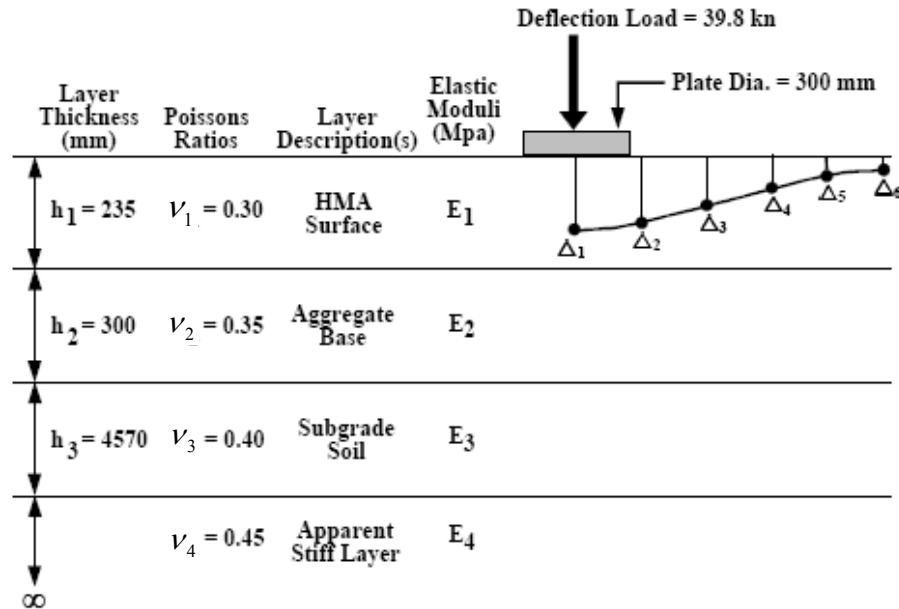 Deflection Load = 39.8 kn
Plate Dia. = 300 mm
Layer
Thickness
(mm)
Poissons
Ratios
Layer
Description(s)
Elastic
Moduli
(Mpa)
h1 = 235
ν1 = 0.30
HMA
Surface
E1
Δ1
Δ2
Δ3
Δ4
Δ5
Δ6
h2 = 300
ν2 = 0.35
Aggregate
Base
E2
h3 = 4570
ν3 = 0.40
Subgrade
Soil
E3
ν4 = 0.45
Apparent
Stiff Layer
E4
∞